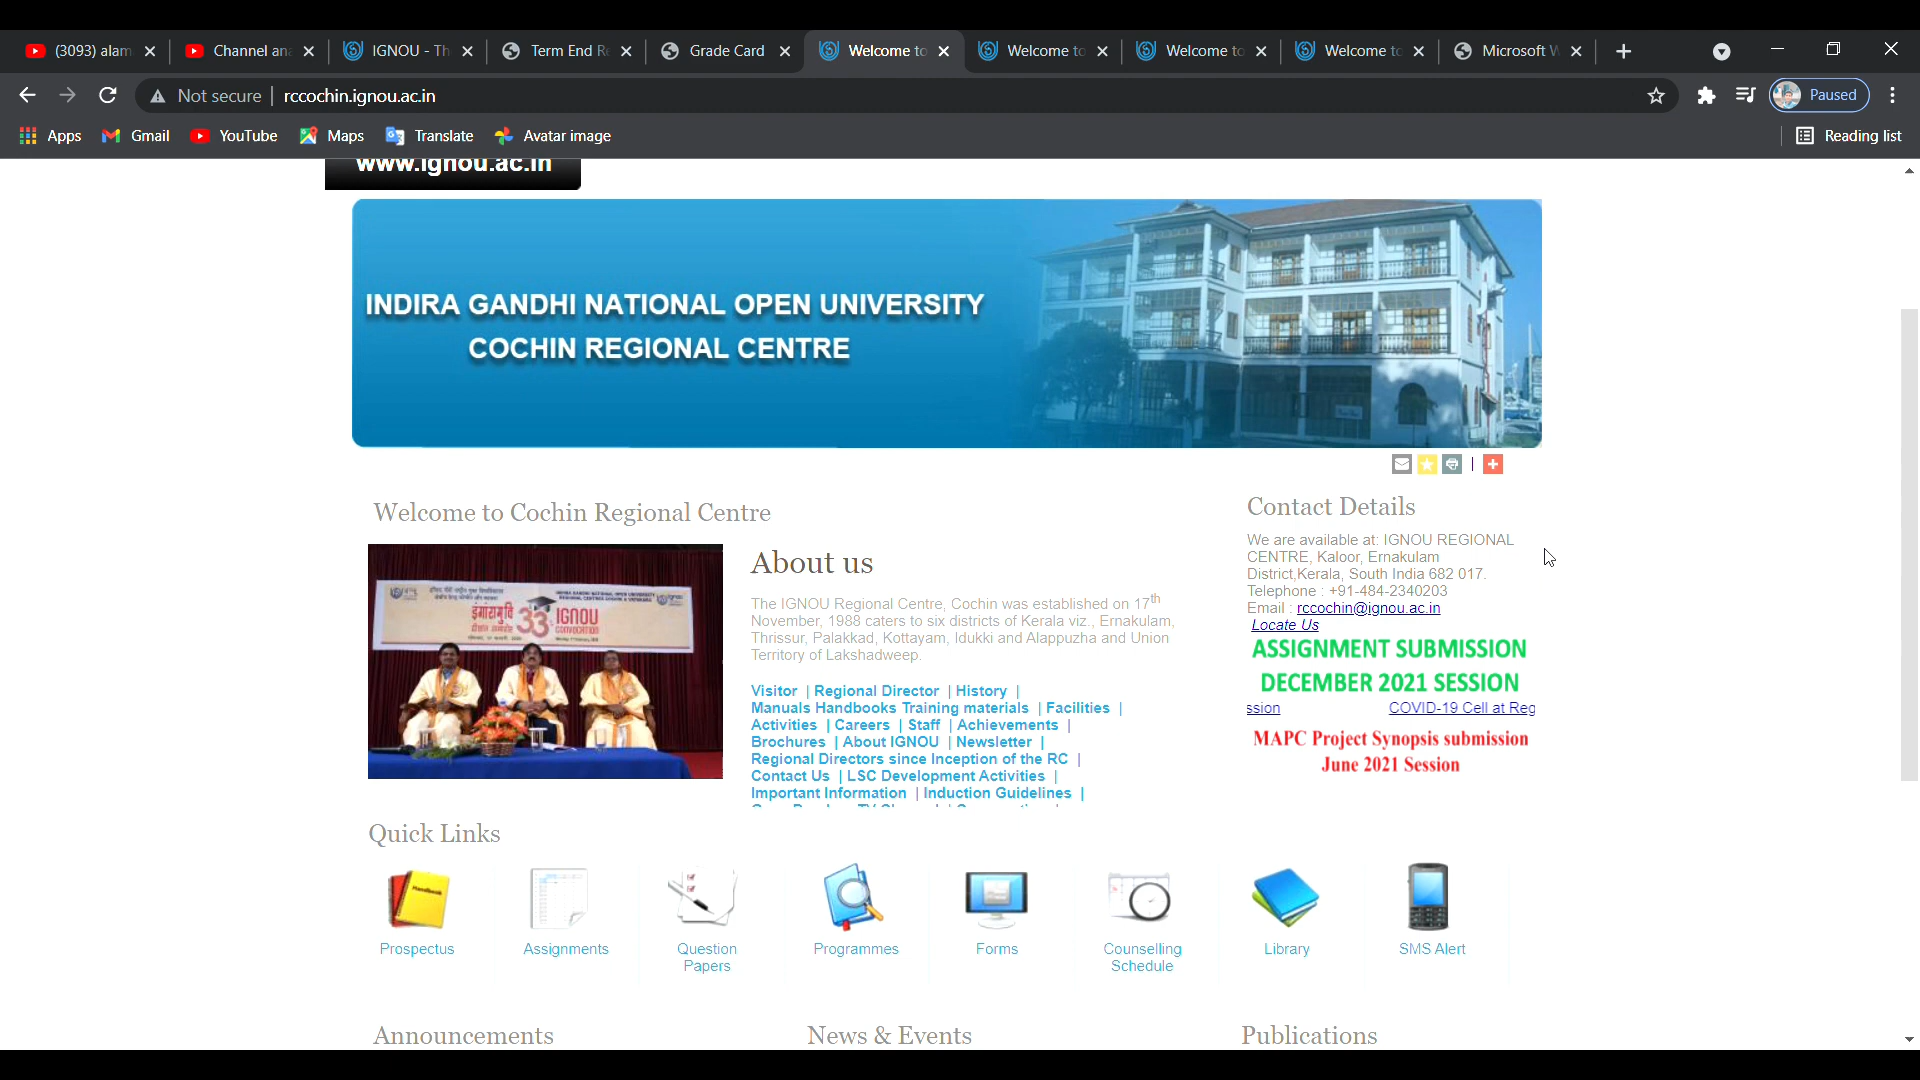 (3093) alam
Channel an
IGNOU - Th
Term End R
Grade Card
Welcome to
Welcome to
Welcome to
Welcome to
Microsoft W
Not secure
rccochin.ignou.ac.in
Paused
Apps
Gmail
YouTube
Maps
Translate
Avatar image
Reading list
www.ignou.ac.in
INDIRA GANDHI NATIONAL OPEN UNIVERSITY
COCHIN REGIONAL CENTRE
Welcome to Cochin Regional Centre
इंगारामुवि
33
IGNOU
CONVOCATION
About us
The IGNOU Regional Centre, Cochin was established on 17th
November, 1988 caters to six districts of Kerala viz., Ernakulam,
Thrissur, Palakkad, Kottayam, Idukki and Alappuzha and Union
Territory of Lakshadweep.
Visitor | Regional Director | History |
Manuals Handbooks Training materials | Facilities |
Activities | Careers | Staff | Achievements |
Brochures | About IGNOU | Newsletter |
Regional Directors since Inception of the RC |
Contact Us | LSC Development Activities |
Important Information | Induction Guidelines |
Contact Details
We are available at: IGNOU REGIONAL
CENTRE, Kaloor, Ernakulam
District,Kerala, South India 682 017.
Telephone : +91-484-2340203
Email : rccochin@ignou.ac.in
Locate Us
ASSIGNMENT SUBMISSION
DECEMBER 2021 SESSION
ssion COVID-19 Cell at Reg
MAPC Project Synopsis submission
June 2021 Session
Quick Links
Handbook
Prospectus
Assignments
Question
Papers
Programmes
Forms
Counselling
Schedule
Library
SMS Alert
Announcements
News & Events
Publications